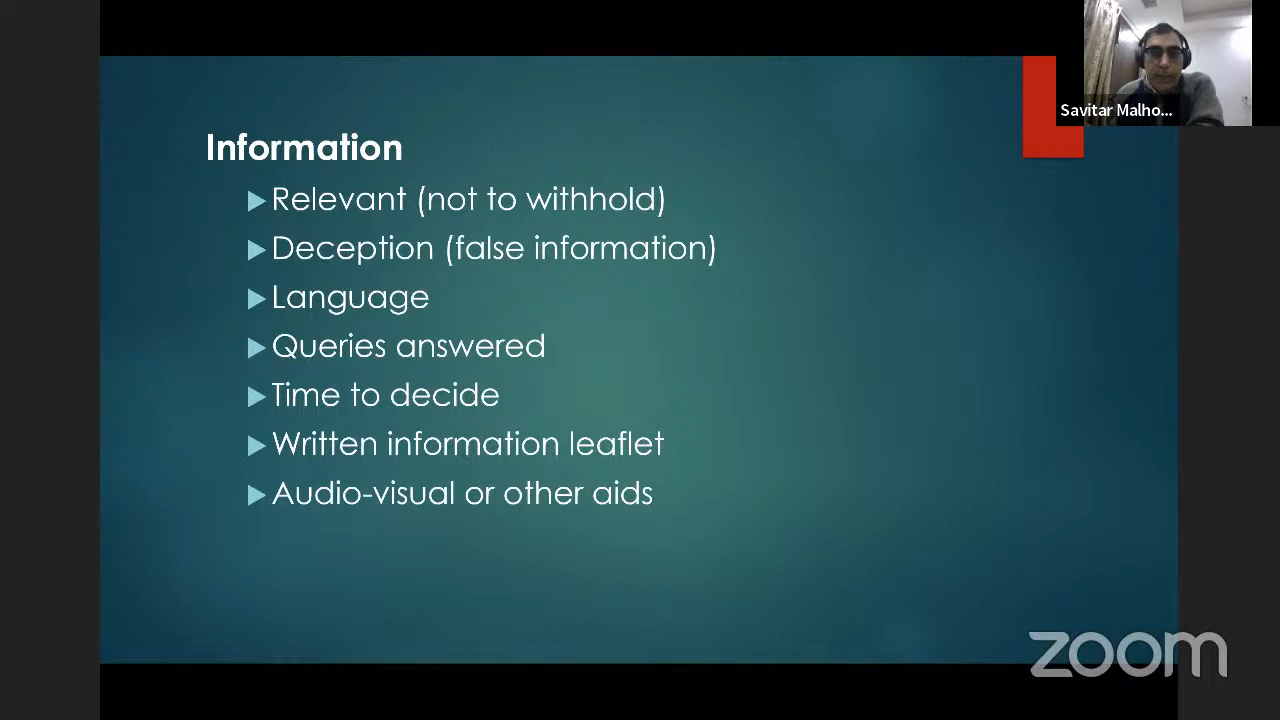 Savitar Malho...
Information
Relevant (not to withhold)
Deception (false information)
Language
Queries answered
Time to decide
Written information leaflet
Audio-visual or other aids
zoom